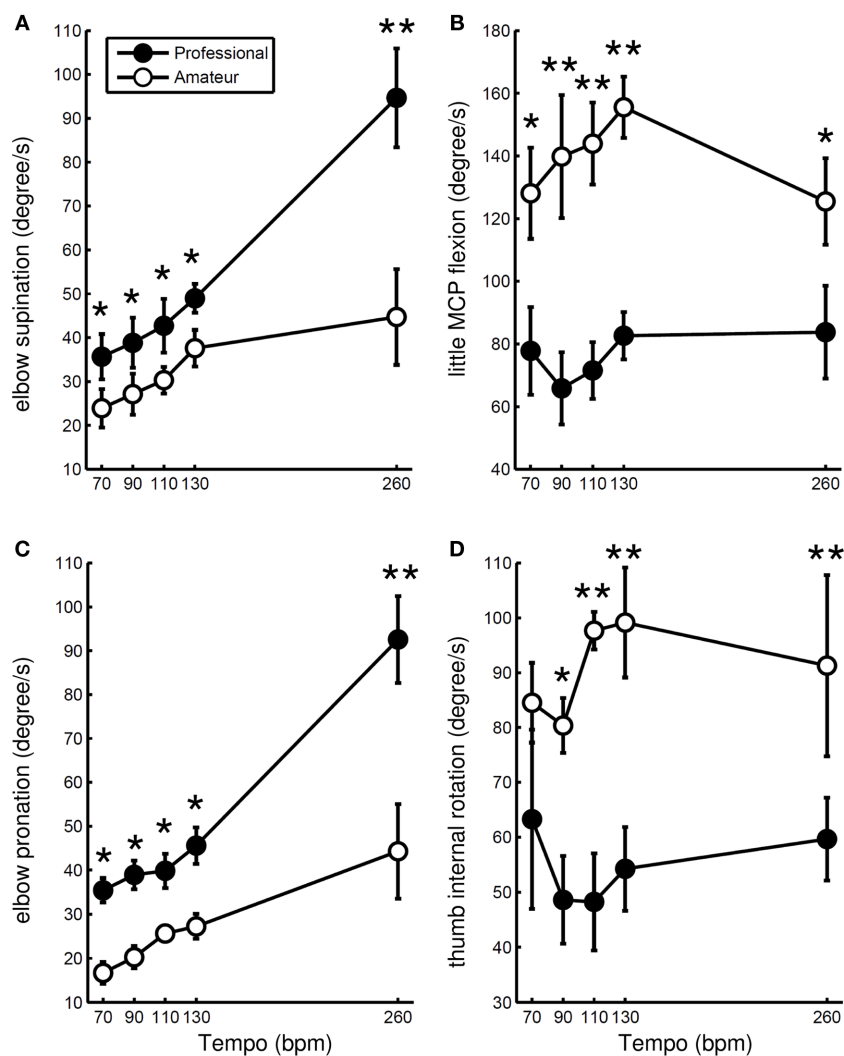 A
110
100
90
80
70
60
50
40
30
20
10
elbow supination (degree/s)
Professional
Amateur
* * * * **
70 90 110 130 260
B
180
160
140
120
100
80
60
40
little MCP flexion (degree/s)
* ** ** ** *
70 90 110 130 260
C
110
100
90
80
70
60
50
40
30
20
10
elbow pronation (degree/s)
* * * * **
70 90 110 130 260
Tempo (bpm)
D
110
100
90
80
70
60
50
40
30
thumb internal rotation (degree/s)
* ** ** **
70 90 110 130 260
Tempo (bpm)